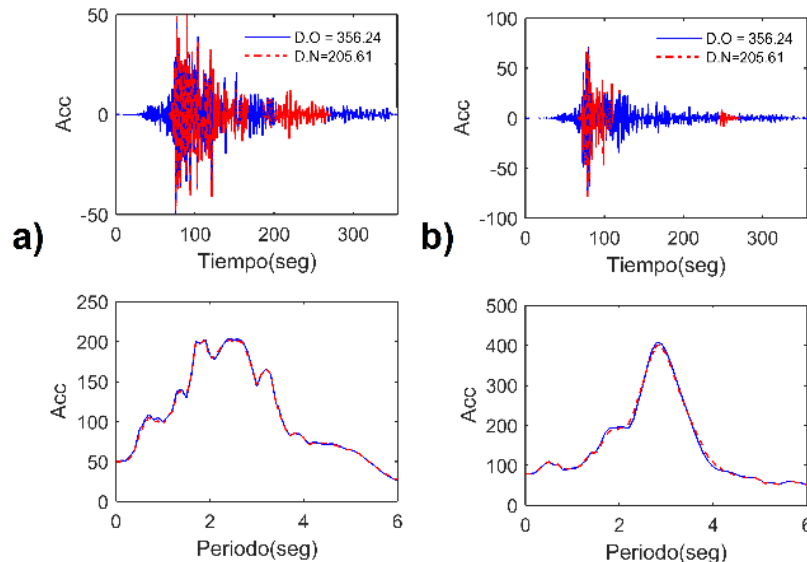 50
D.O = 356.24
D.N=205.61
Acc
0
-50
0
100
200
300
Tiempo(seg)
a)
100
D.O = 356.24
D.N=205.61
50
Acc
0
-50
-100
0
100
200
300
Tiempo(seg)
b)
250
200
150
Acc
100
50
0
0
2
4
6
Periodo(seg)
500
400
300
Acc
200
100
0
0
2
4
6
Periodo(seg)